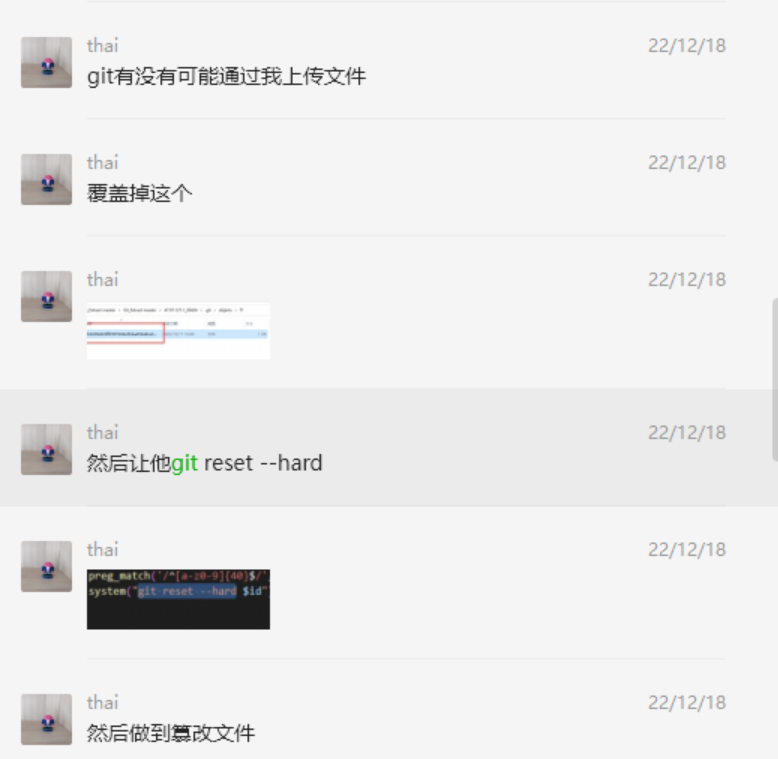 thai
22/12/18
git有没有可能通过我上传文件
thai
22/12/18
覆盖掉这个
thai
22/12/18
thai
22/12/18
然后让他git reset --hard
thai
22/12/18
preg_match('/^[a-z0-9]{40}$/'
system("git reset --hard $id"
thai
22/12/18
然后做到篡改文件